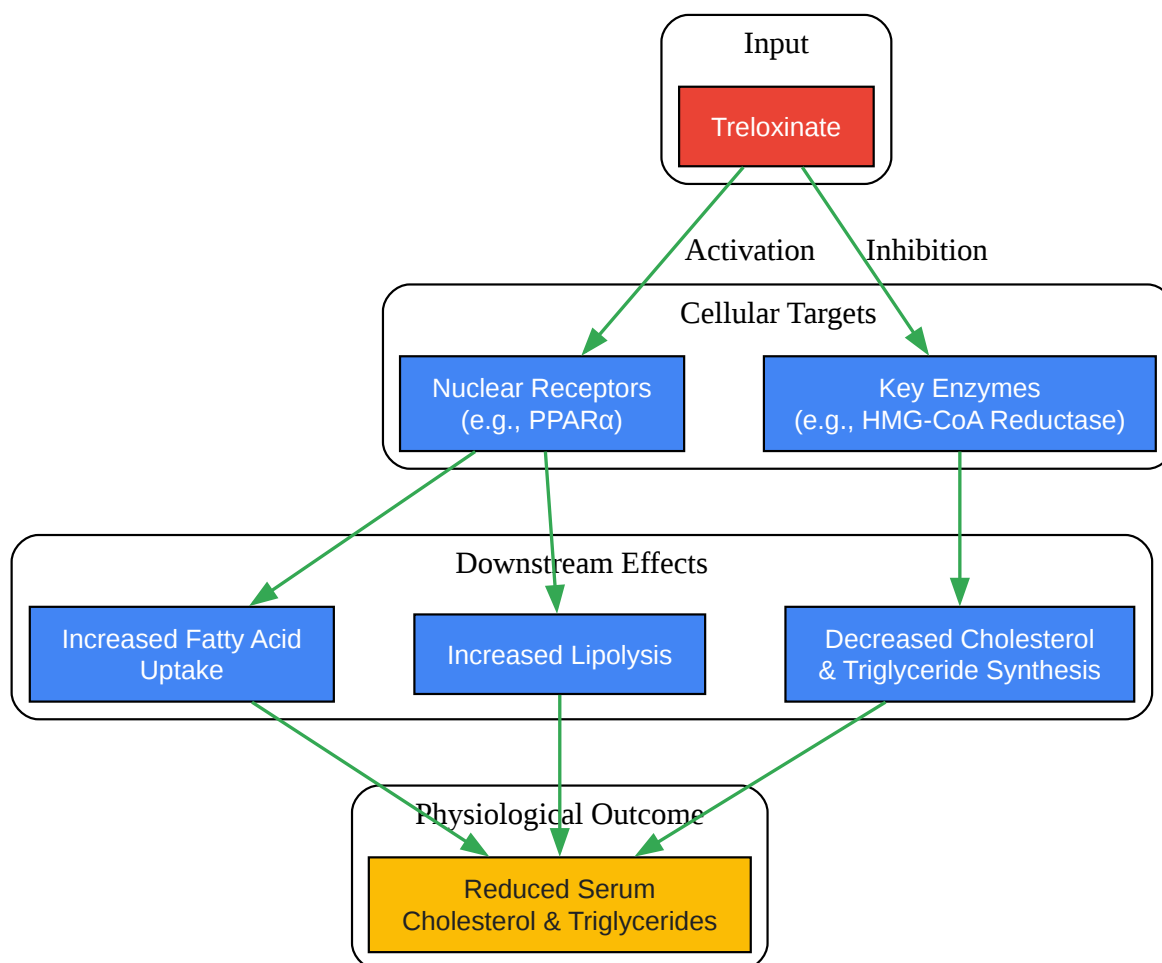 Input
Treloxinate
Activation
Inhibition
Cellular Targets
Nuclear Receptors
(e.g., PPARα)
Key Enzymes
(e.g., HMG-CoA Reductase)
Downstream Effects
Increased Fatty Acid
Uptake
Increased Lipolysis
Decreased Cholesterol
& Triglyceride Synthesis
Physiological Outcome
Reduced Serum
Cholesterol & Triglycerides